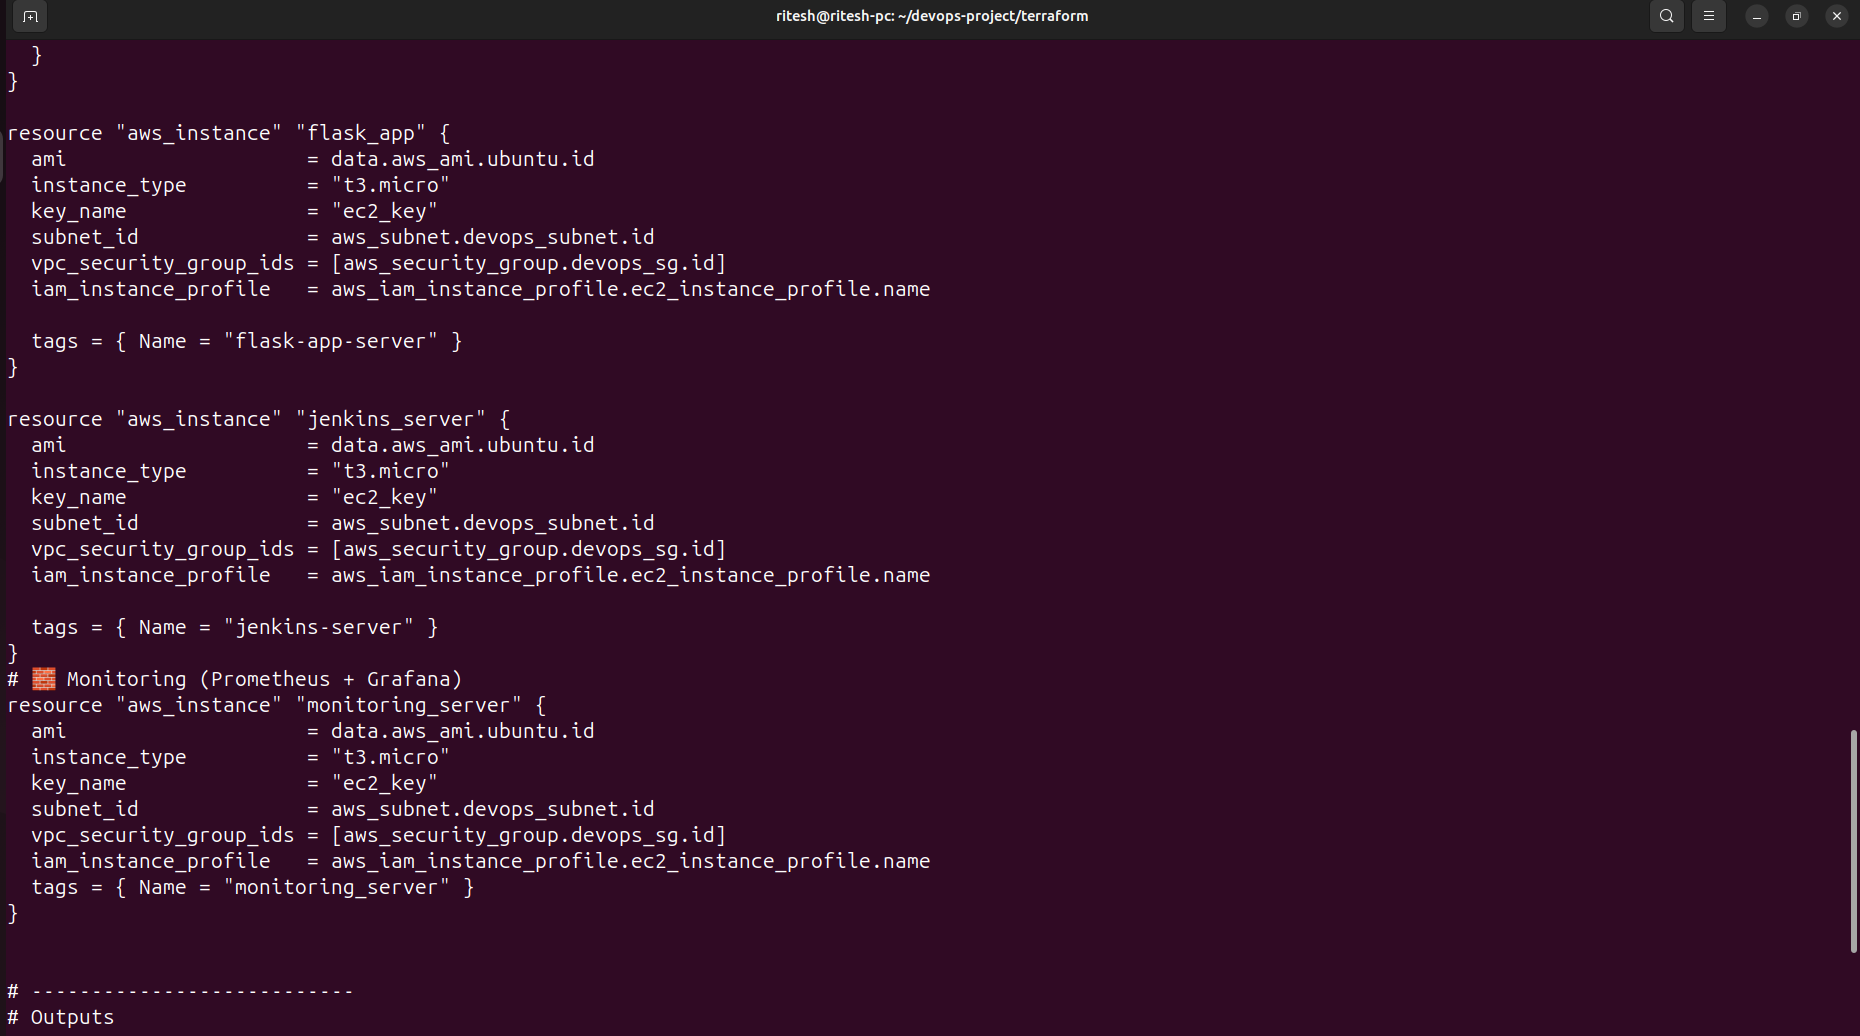 ritesh@ritesh-pc: ~/devops-project/terraform
  }
}

resource "aws_instance" "flask_app" {
  ami                    = data.aws_ami.ubuntu.id
  instance_type          = "t3.micro"
  key_name               = "ec2_key"
  subnet_id              = aws_subnet.devops_subnet.id
  vpc_security_group_ids = [aws_security_group.devops_sg.id]
  iam_instance_profile   = aws_iam_instance_profile.ec2_instance_profile.name

  tags = { Name = "flask-app-server" }
}

resource "aws_instance" "jenkins_server" {
  ami                    = data.aws_ami.ubuntu.id
  instance_type          = "t3.micro"
  key_name               = "ec2_key"
  subnet_id              = aws_subnet.devops_subnet.id
  vpc_security_group_ids = [aws_security_group.devops_sg.id]
  iam_instance_profile   = aws_iam_instance_profile.ec2_instance_profile.name

  tags = { Name = "jenkins-server" }
}
# 🧱 Monitoring (Prometheus + Grafana)
resource "aws_instance" "monitoring_server" {
  ami                    = data.aws_ami.ubuntu.id
  instance_type          = "t3.micro"
  key_name               = "ec2_key"
  subnet_id              = aws_subnet.devops_subnet.id
  vpc_security_group_ids = [aws_security_group.devops_sg.id]
  iam_instance_profile   = aws_iam_instance_profile.ec2_instance_profile.name
  tags = { Name = "monitoring_server" }
}


# ---------------------------
# Outputs